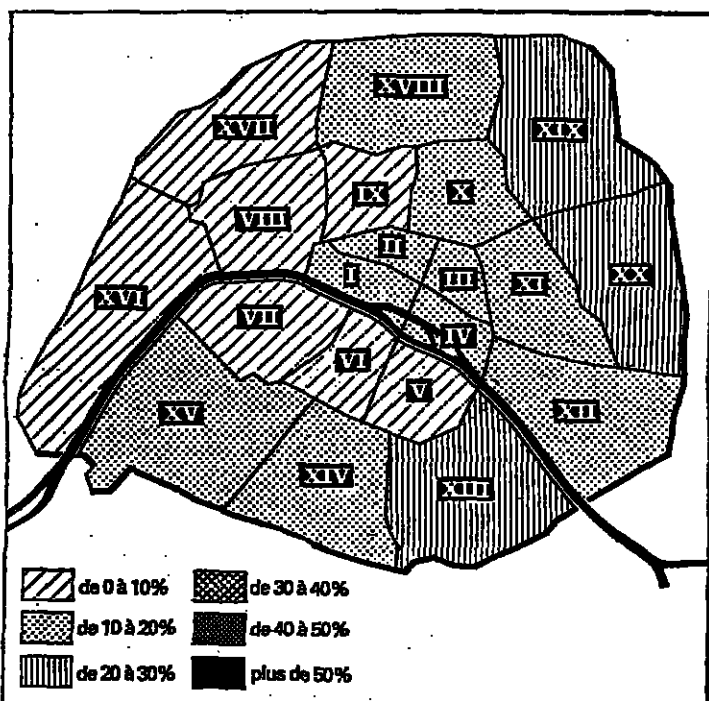 XVIII
XVII
XIX
IX
X
VIII
II
III
I
XI
XX
XVI
VII
IV
VI
V
XV
XII
XIV
XIII
de 0 à 10%
de 30 à 40%
de 10 à 20%
de 40 à 50%
de 20 à 30%
plus de 50%